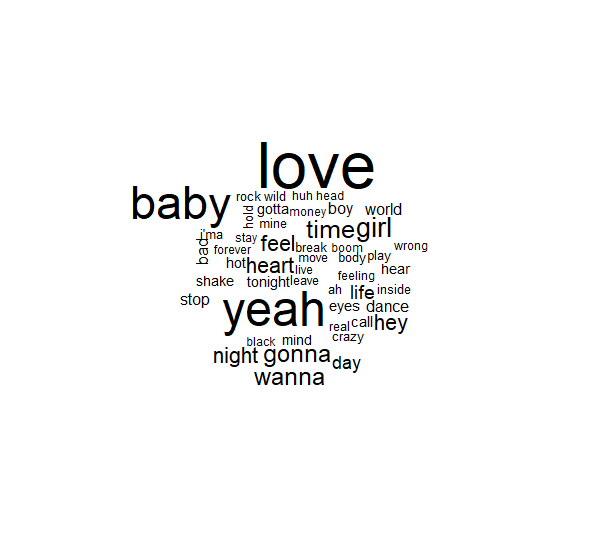 love
baby
rock wild huh head
hold gotta money boy world
mine time girl
i'ma stay feel break boom wrong
bad forever move body play
hot heart live feeling hear
shake tonight leave ah life inside
stop yeah eyes dance
real call hey
black mind crazy
night gonna day
wanna